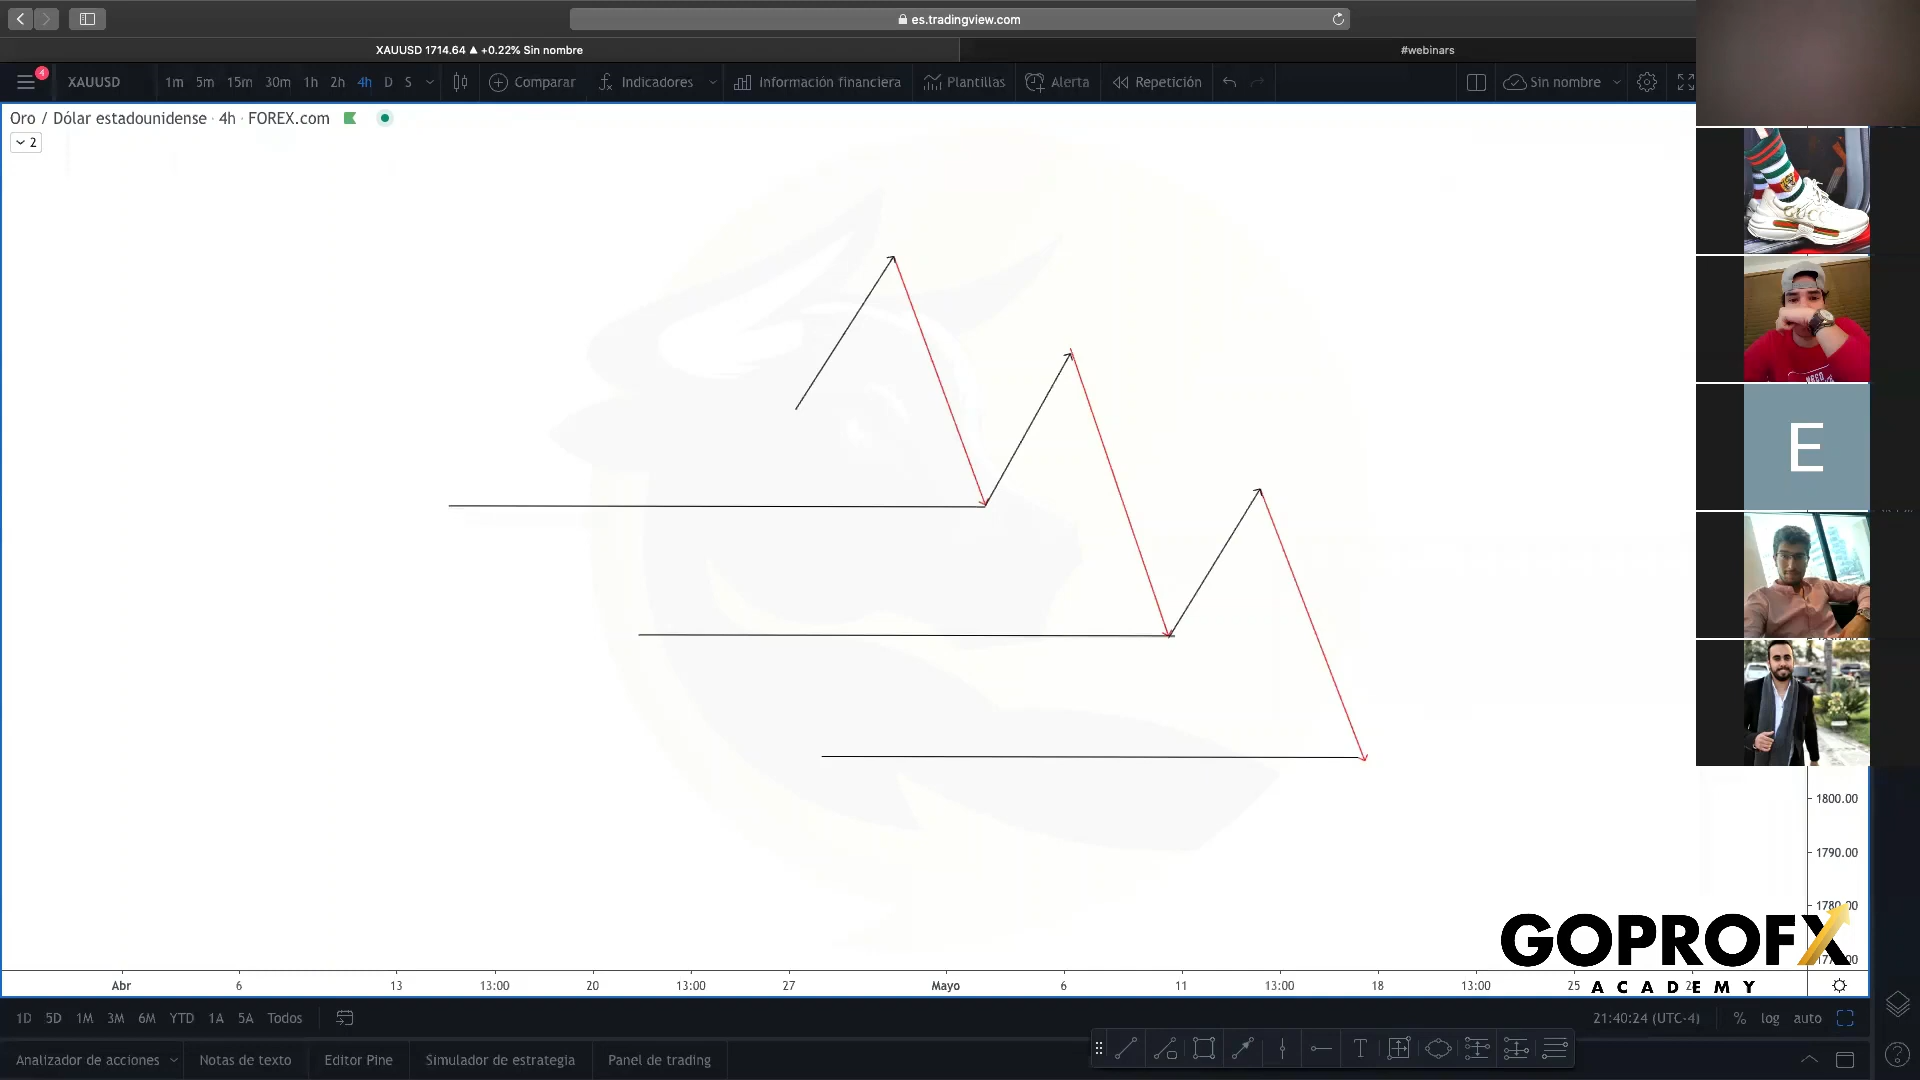 es.tradingview.com
XAUUSD 1714.64 ▲ +0.22% Sin nombre
#webinars
4
XAUUSD 1m 5m 15m 30m 1h 2h 4h D S Comparar Indicadores Información financiera Plantillas Alerta Repetición Sin nombre
Oro / Dólar estadounidense · 4h · FOREX.com
2
GUCCI
E
1800.00
1790.00
1780.00
GOPROFX
ACADEMY
Abr 6 13 13:00 20 13:00 27 Mayo 6 11 13:00 18 13:00 25
1D 5D 1M 3M 6M YTD 1A 5A Todos 21:40:24 (UTC-4) % log auto
Analizador de acciones Notas de texto Editor Pine Simulador de estrategia Panel de trading
T